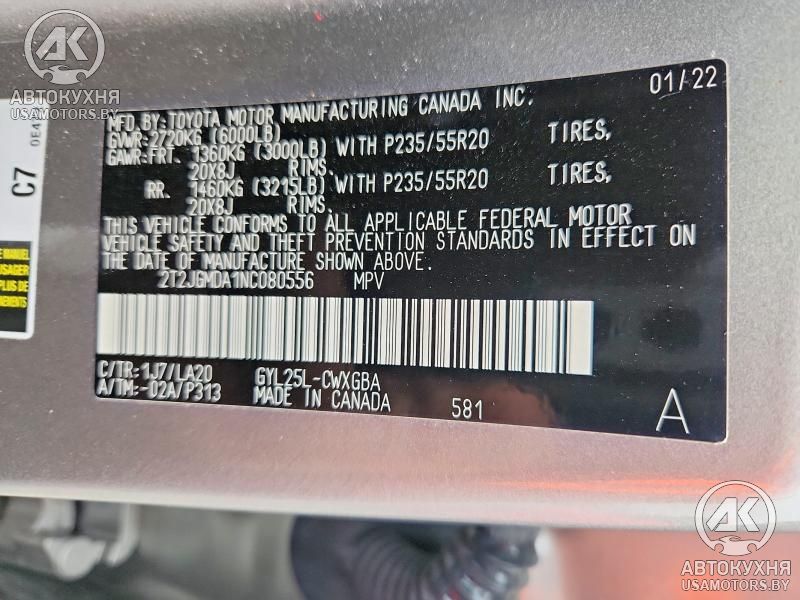 AK
АВТОКУХНЯ
USAMOTORS.BY
C7
01/22
MFD.BY: TOYOTA MOTOR MANUFACTURING CANADA INC.
GVWR: 2720KG (6000LB)
GAWR: FRT. 1360KG (3000LB) WITH P235/55R20 TIRES,
20X8J RIMS.
RR. 1460KG (3215LB) WITH P235/55R20 TIRES,
20X8J RIMS.
THIS VEHICLE CONFORMS TO ALL APPLICABLE FEDERAL MOTOR
VEHICLE SAFETY AND THEFT PREVENTION STANDARDS IN EFFECT ON
THE DATE OF MANUFACTURE SHOWN ABOVE.
2T2JGMDA1NC080556 MPV
C/TR: 1J7/LA20 GYL25L-CWXGBA
A/TM: -02A/P313 MADE IN CANADA 581 A
AK
АВТОКУХНЯ
USAMOTORS.BY